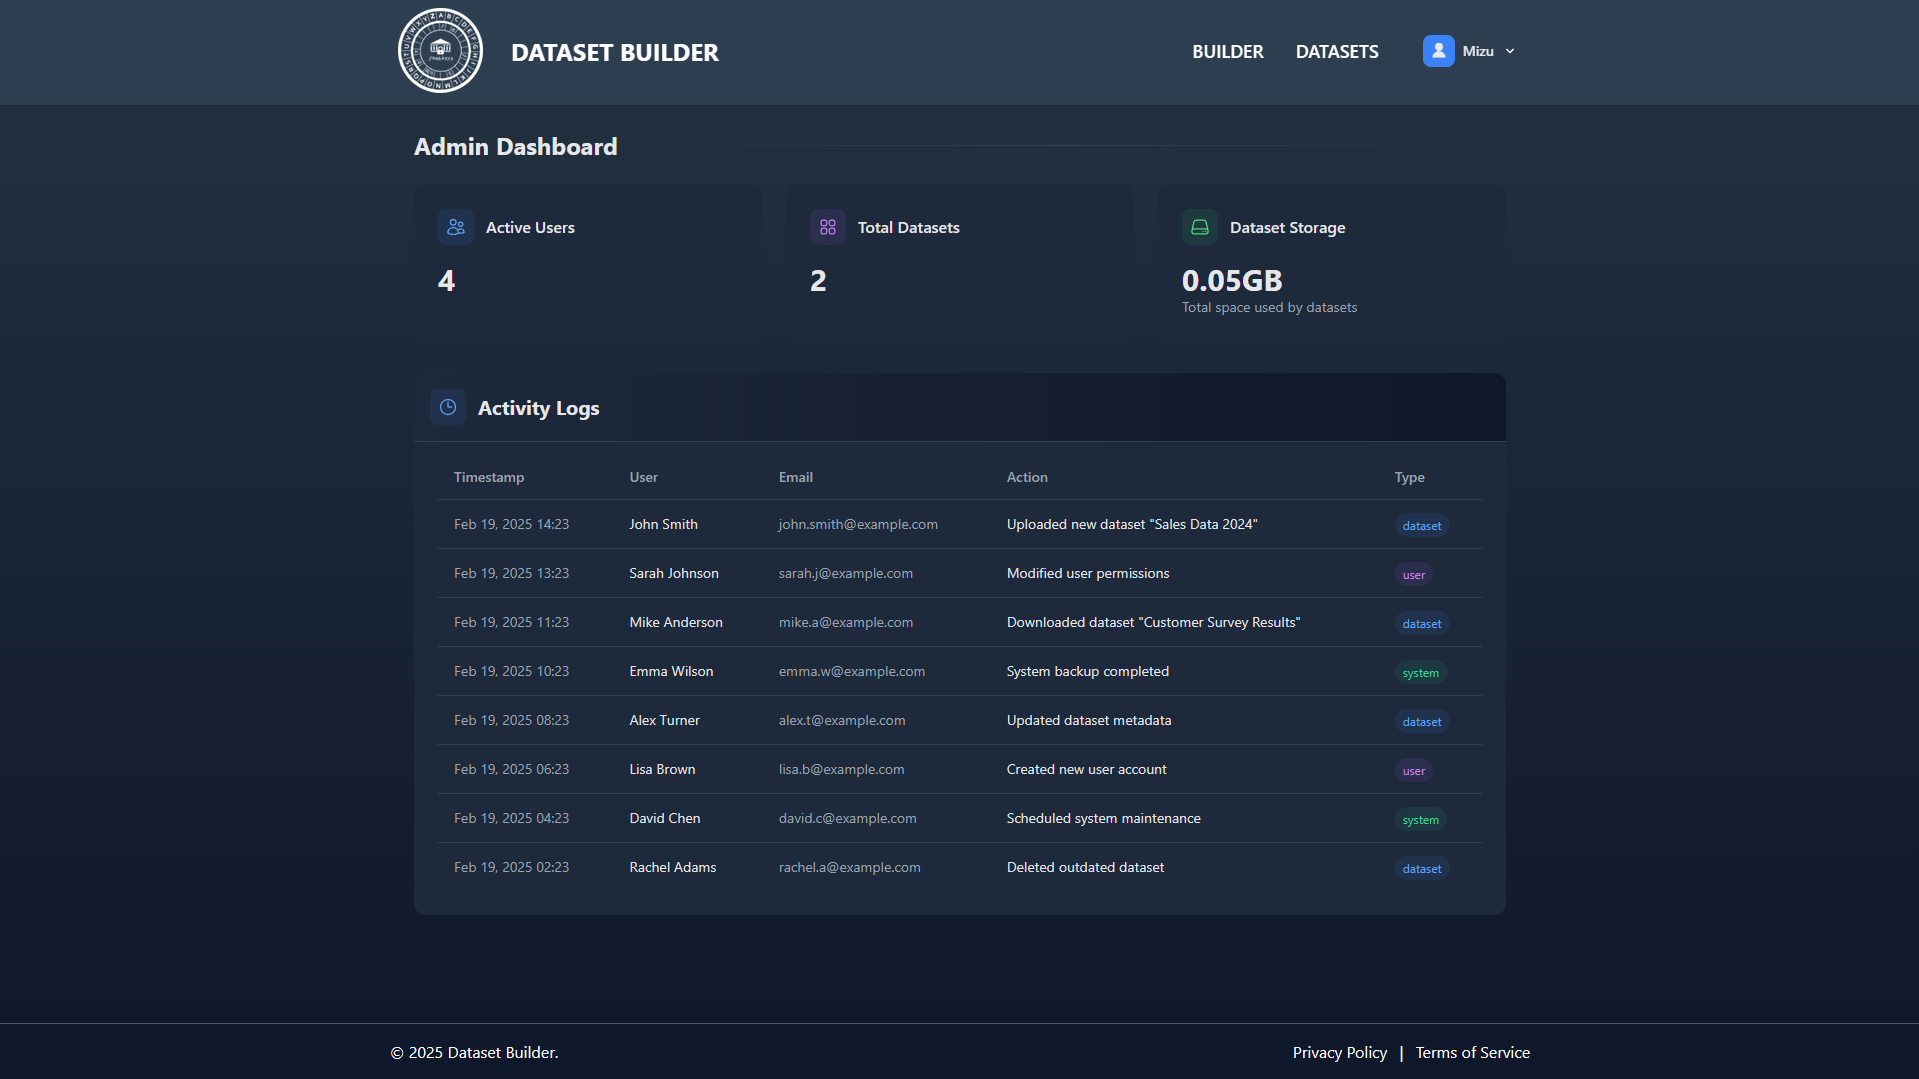 DATASET BUILDER
BUILDER DATASETS Mizu
Admin Dashboard
Active Users
4
Total Datasets
2
Dataset Storage
0.05GB
Total space used by datasets
Activity Logs
Timestamp User Email Action Type
Feb 19, 2025 14:23 John Smith john.smith@example.com Uploaded new dataset "Sales Data 2024" dataset
Feb 19, 2025 13:23 Sarah Johnson sarah.j@example.com Modified user permissions user
Feb 19, 2025 11:23 Mike Anderson mike.a@example.com Downloaded dataset "Customer Survey Results" dataset
Feb 19, 2025 10:23 Emma Wilson emma.w@example.com System backup completed system
Feb 19, 2025 08:23 Alex Turner alex.t@example.com Updated dataset metadata dataset
Feb 19, 2025 06:23 Lisa Brown lisa.b@example.com Created new user account user
Feb 19, 2025 04:23 David Chen david.c@example.com Scheduled system maintenance system
Feb 19, 2025 02:23 Rachel Adams rachel.a@example.com Deleted outdated dataset dataset
© 2025 Dataset Builder.
Privacy Policy | Terms of Service